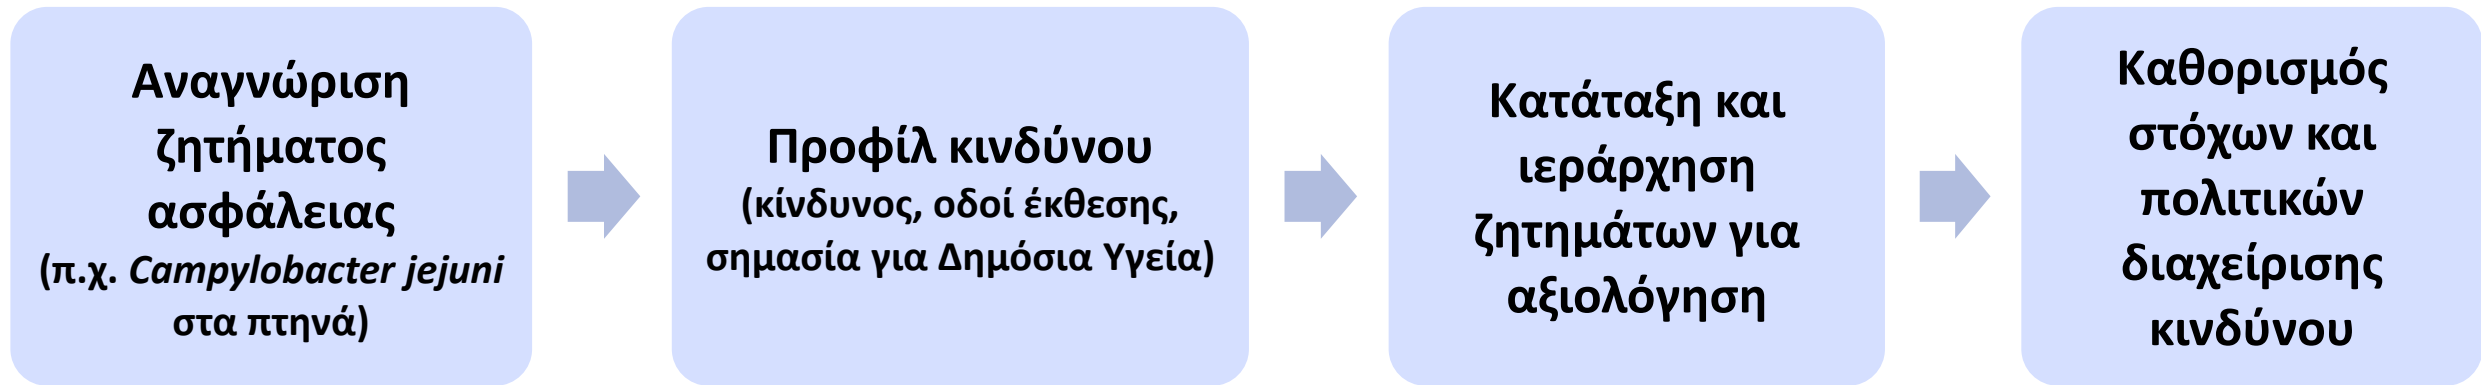 Αναγνώριση
ζητήματος
ασφάλειας
(π.χ. Campylobacter jejuni
στα πτηνά)
Προφίλ κινδύνου
(κίνδυνος, οδοί έκθεσης,
σημασία για Δημόσια Υγεία)
Κατάταξη και
ιεράρχηση
ζητημάτων για
αξιολόγηση
Καθορισμός
στόχων και
πολιτικών
διαχείρισης
κινδύνου